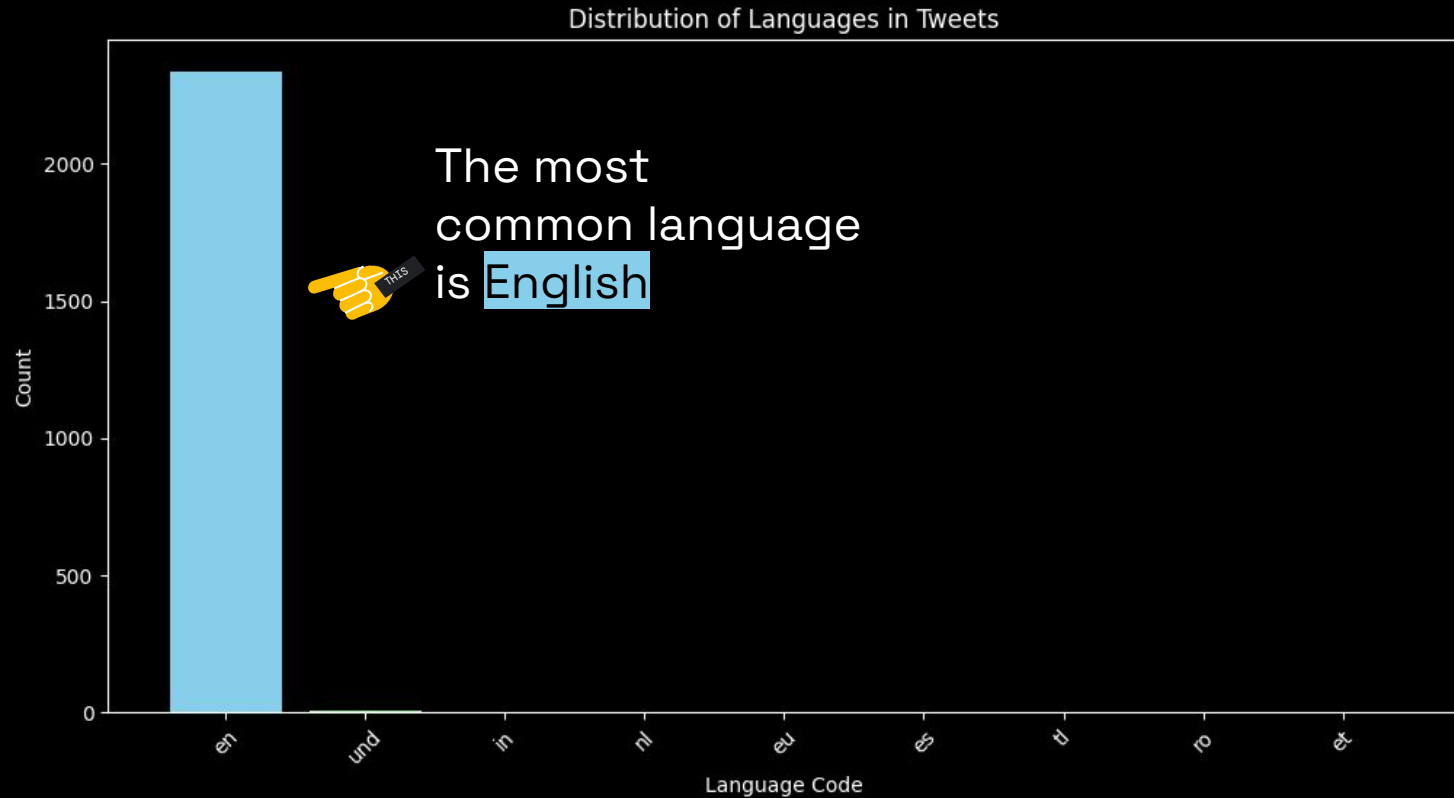 Distribution of Languages in Tweets
The most
common language
is English
THIS
2000
1500
1000
500
0
Count
en
und
in
nl
eu
es
tl
ro
et
Language Code